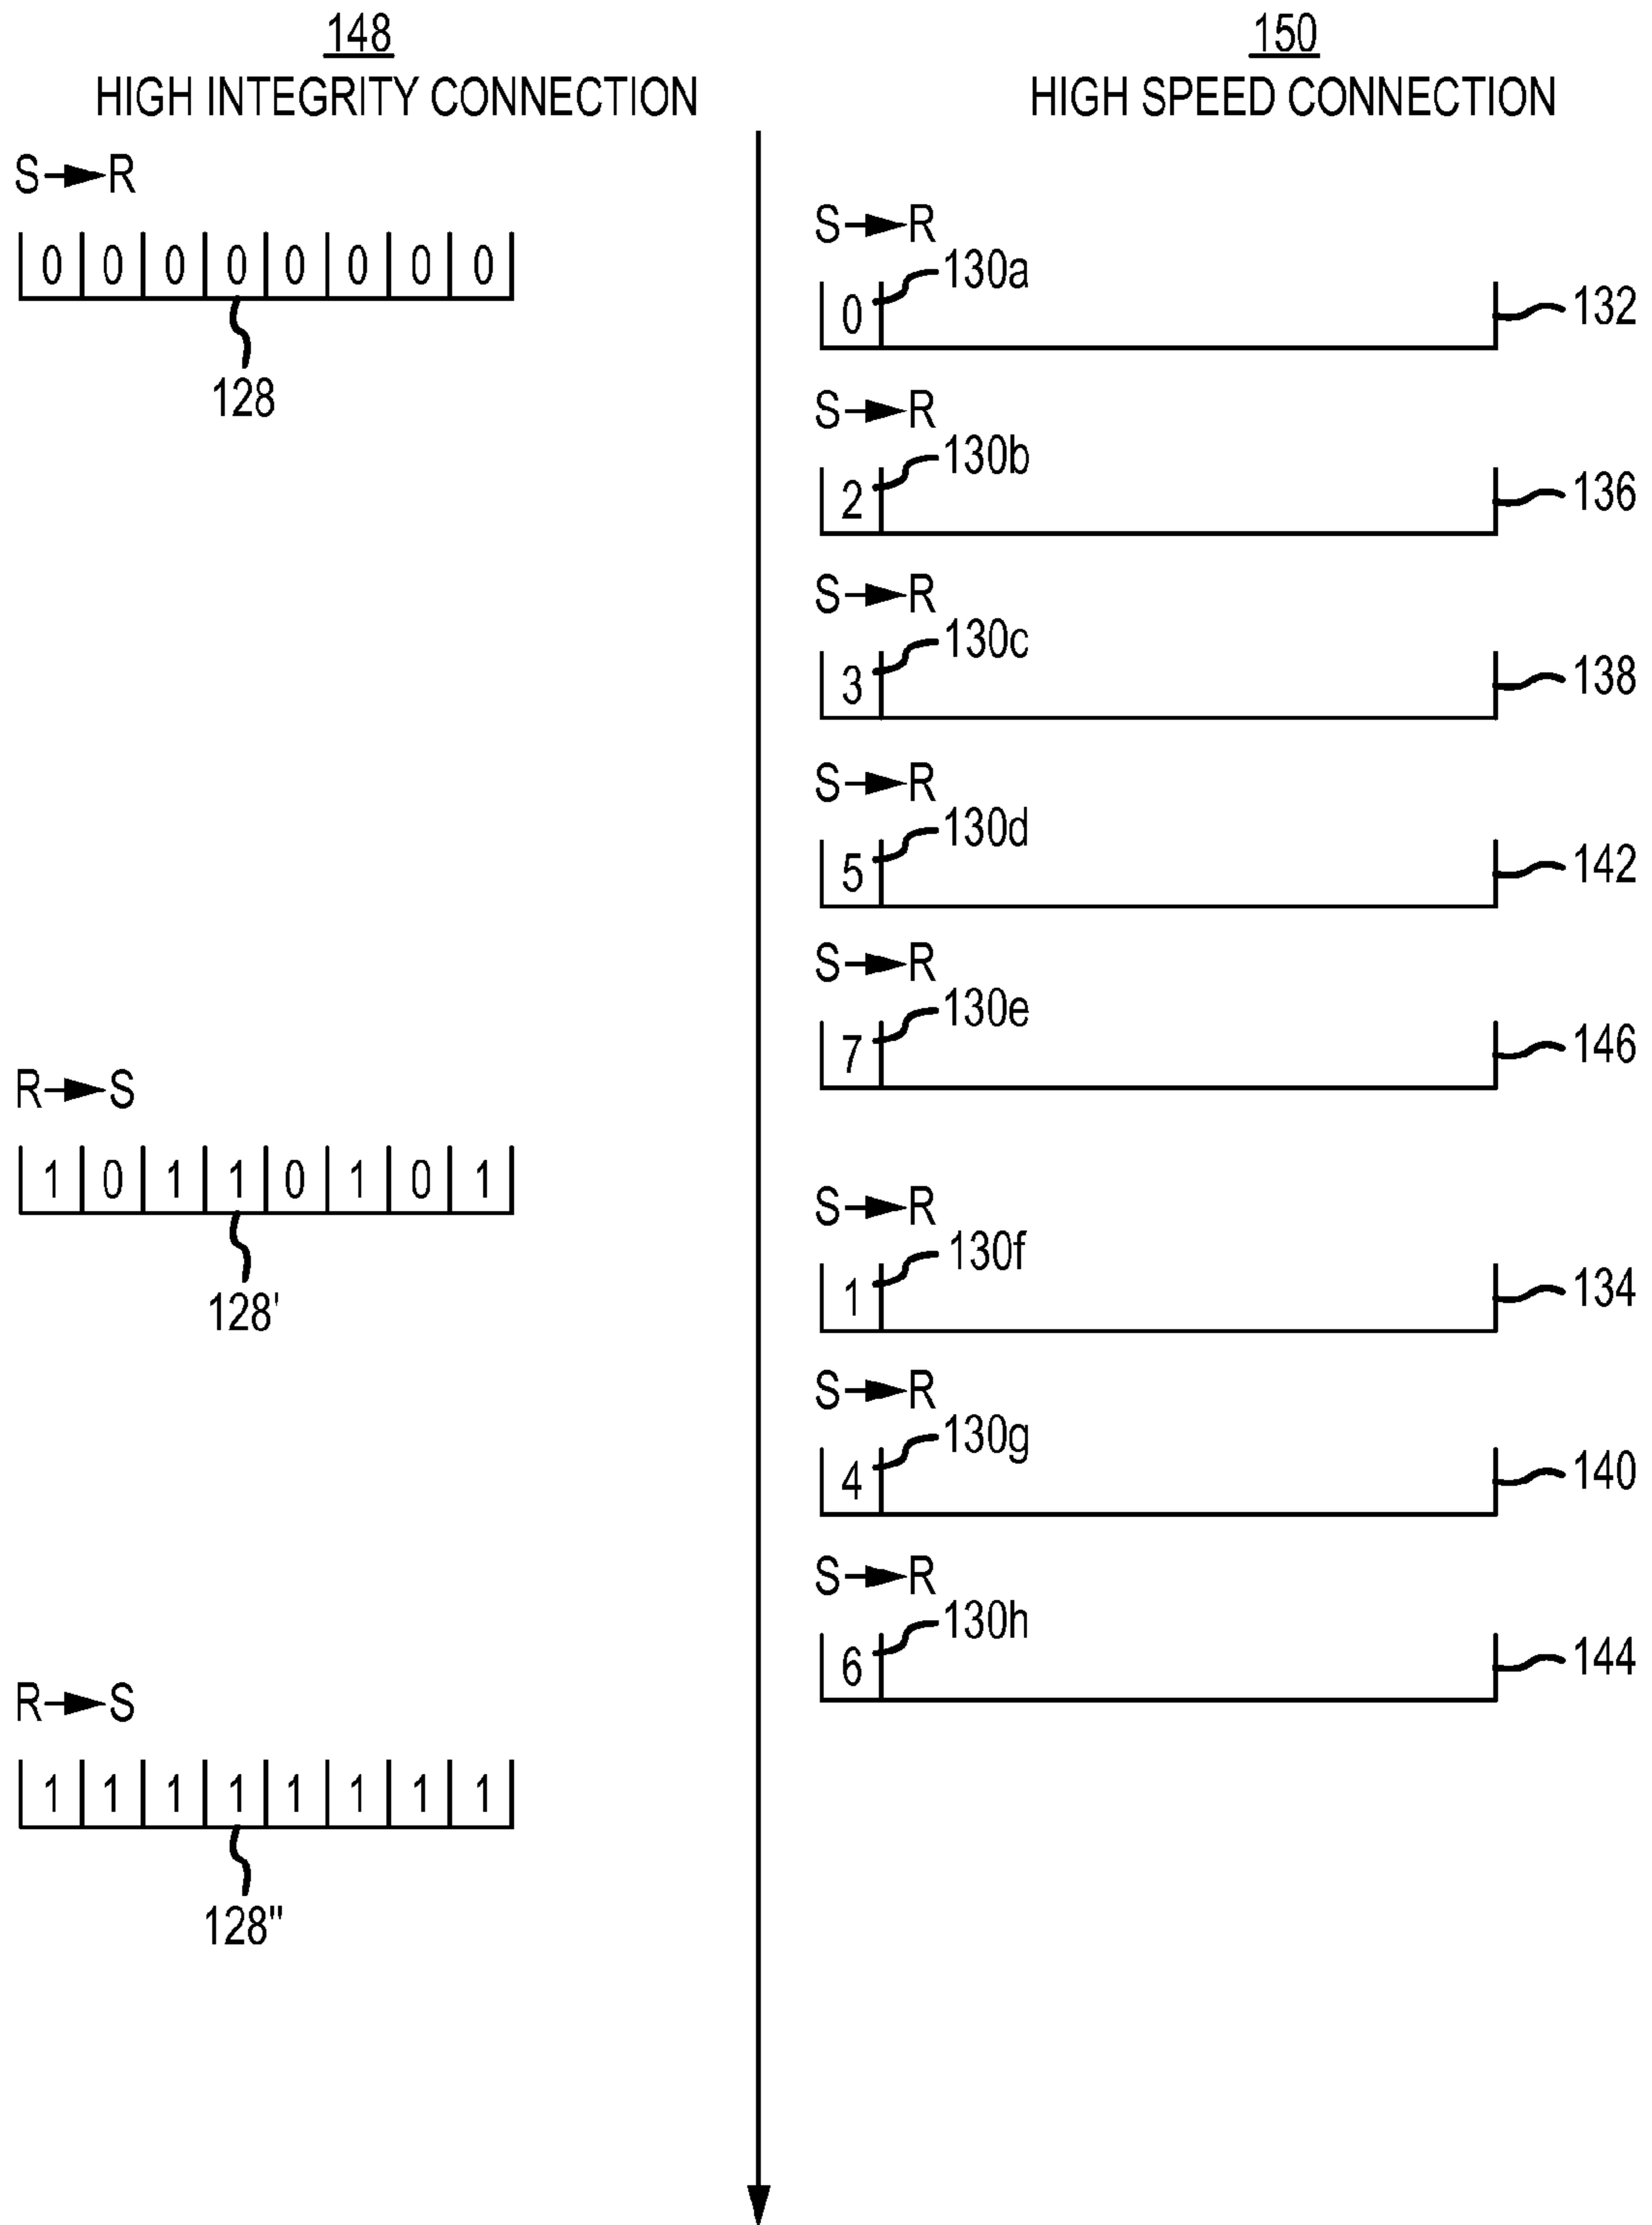 148
HIGH INTEGRITY CONNECTION
150
HIGH SPEED CONNECTION
S R
0 0 0 0 0 0 0 0
128
S R
130a
0
132
S R
130b
2
136
S R
130c
3
138
S R
130d
5
142
S R
130e
7
146
R S
1 0 1 1 0 1 0 1
128'
S R
130f
1
134
S R
130g
4
140
S R
130h
6
144
R S
1 1 1 1 1 1 1 1
128"